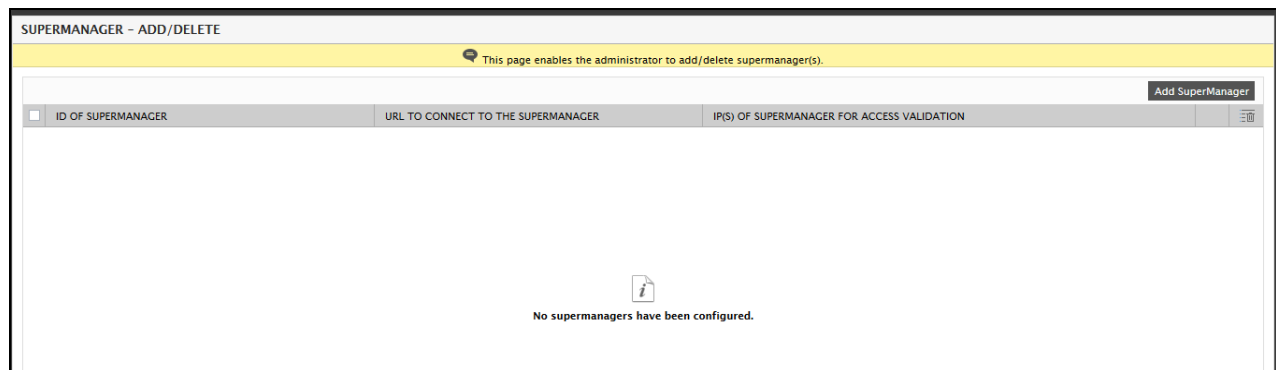 SUPERMANAGER - ADD/DELETE
This page enables the administrator to add/delete supermanager(s).
Add SuperManager
ID OF SUPERMANAGER URL TO CONNECT TO THE SUPERMANAGER IP(S) OF SUPERMANAGER FOR ACCESS VALIDATION
i
No supermanagers have been configured.